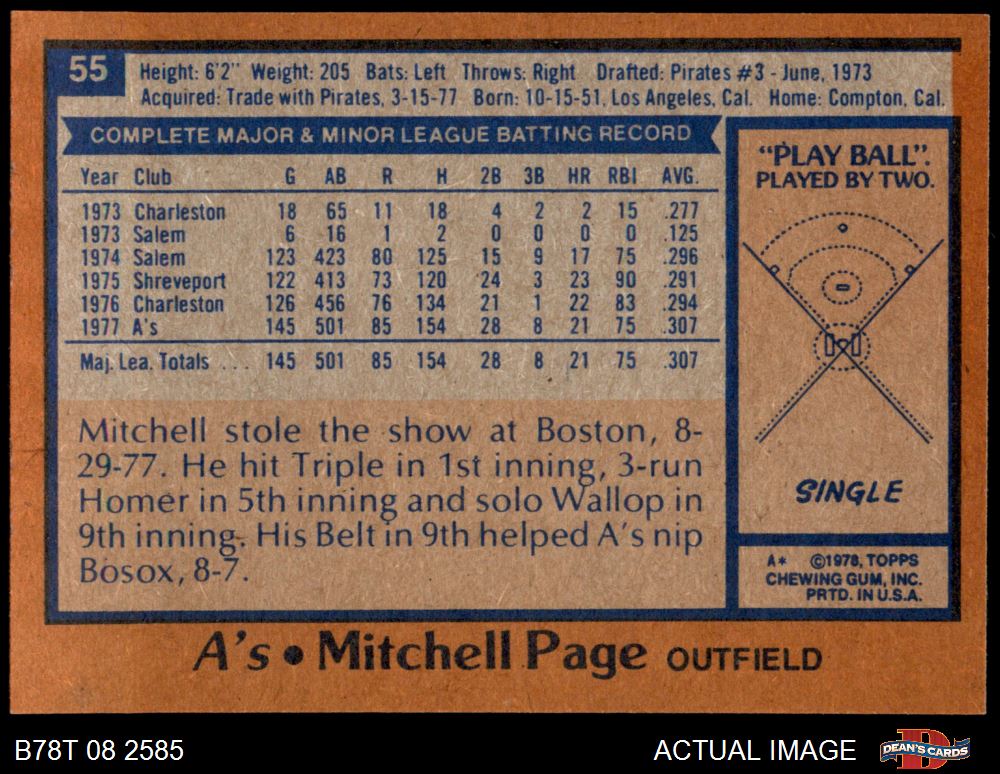 55
Height: 6'2" Weight: 205 Bats: Left Throws: Right Drafted: Pirates #3 - June, 1973
Acquired: Trade with Pirates, 3-15-77 Born: 10-15-51, Los Angeles, Cal. Home: Compton, Cal.
COMPLETE MAJOR & MINOR LEAGUE BATTING RECORD
Year Club G AB R H 2B 3B HR RBI AVG.
1973 Charleston 18 65 11 18 4 2 2 15 .277
1973 Salem 6 16 1 2 0 0 0 0 .125
1974 Salem 123 423 80 125 15 9 17 75 .296
1975 Shreveport 122 413 73 120 24 3 23 90 .291
1976 Charleston 126 456 76 134 21 1 22 83 .294
1977 A's 145 501 85 154 28 8 21 75 .307
Maj. Lea. Totals ... 145 501 85 154 28 8 21 75 .307
Mitchell stole the show at Boston, 8-
29-77. He hit Triple in 1st inning, 3-run
Homer in 5th inning and solo Wallop in
9th inning. His Belt in 9th helped A's nip
Bosox, 8-7.
"PLAY BALL".
PLAYED BY TWO.
SINGLE
A* ©1978, TOPPS
CHEWING GUM, INC.
PRTD. IN U.S.A.
A's • Mitchell Page OUTFIELD
B78T 08 2585
ACTUAL IMAGE
D
DEAN'S CARDS